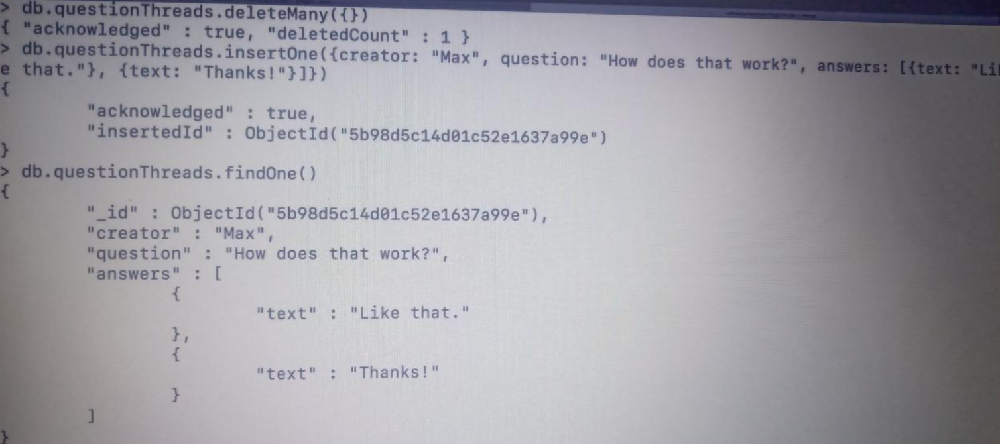 > db.questionThreads.deleteMany({})
{ "acknowledged" : true, "deletedCount" : 1 }
> db.questionThreads.insertOne({creator: "Max", question: "How does that work?", answers: [{text: "Lik
e that."}, {text: "Thanks!"}]})
{
        "acknowledged" : true,
        "insertedId" : ObjectId("5b98d5c14d01c52e1637a99e")
}
> db.questionThreads.findOne()
{
        "_id" : ObjectId("5b98d5c14d01c52e1637a99e"),
        "creator" : "Max",
        "question" : "How does that work?",
        "answers" : [
                {
                        "text" : "Like that."
                },
                {
                        "text" : "Thanks!"
                }
        ]
}